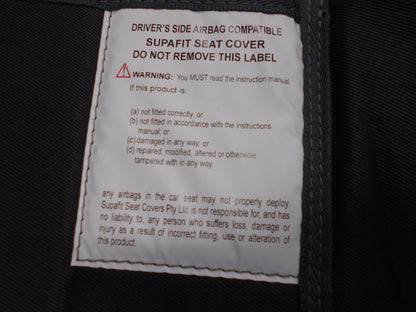 DRIVER'S SIDE AIRBAG COMPATIBLE
SUPAFIT SEAT COVER
DO NOT REMOVE THIS LABEL
WARNING: You MUST read the instruction manual.
If this product is:
(a) not fitted correctly; or
(b) not fitted in accordance with the instructions
manual; or
(c) damaged in any way; or
(d) repaired, modified, altered or otherwise
tampered with in any way,
any airbags in the car seat may not properly deploy.
Supafit Seat Covers Pty Ltd is not responsible for, and has
no liability to, any person who suffers loss, damage or
injury as a result of incorrect fitting, use or alteration of
this product.